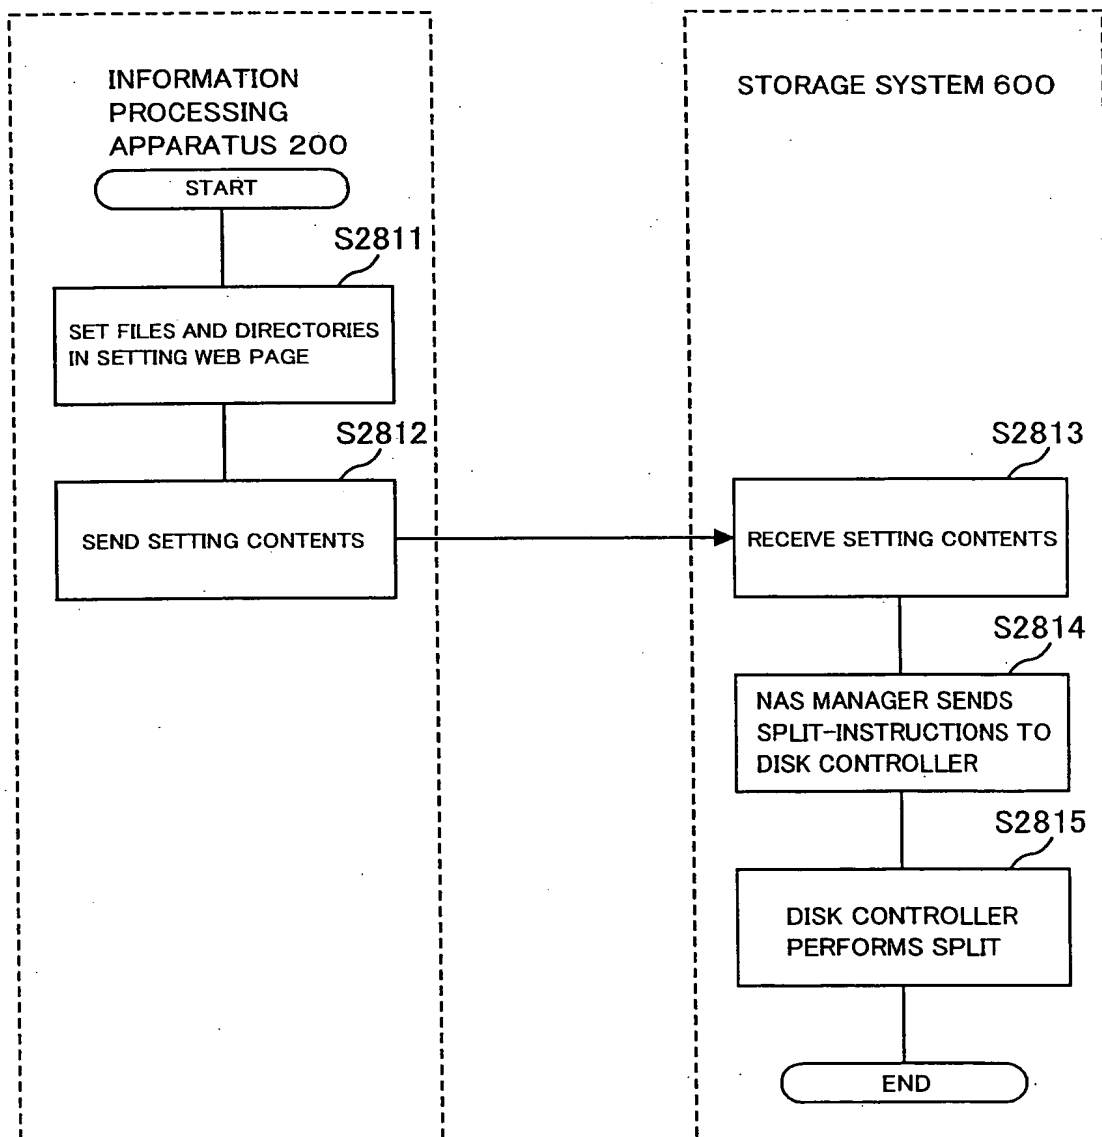 INFORMATION
PROCESSING
APPARATUS 200
START
S2811
SET FILES AND DIRECTORIES
IN SETTING WEB PAGE
S2812
SEND SETTING CONTENTS
STORAGE SYSTEM 600
S2813
RECEIVE SETTING CONTENTS
S2814
NAS MANAGER SENDS
SPLIT-INSTRUCTIONS TO
DISK CONTROLLER
S2815
DISK CONTROLLER
PERFORMS SPLIT
END